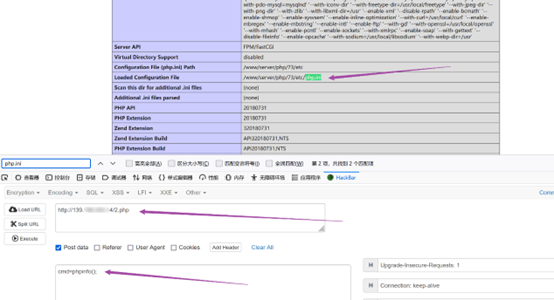 with-pdo-mysql=mysqlnd' '--with-iconv-dir' '--with-freetype-dir=/usr/local/freetype' '--with-jpeg-dir'
'--with-png-dir' '--with-zlib' '--with-libxml-dir=/usr' '--enable-xml' '--disable-rpath' '--enable-bcmath'
'--enable-shmop' '--enable-sysvsem' '--enable-inline-optimization' '--with-curl=/usr/local/curl' '--enable-
mbregex' '--enable-mbstring' '--enable-intl' '--enable-ftp' '--with-gd' '--with-openssl=/usr/local/openssl'
'--with-mhash' '--enable-pcntl' '--enable-sockets' '--with-xmlrpc' '--enable-soap' '--with-gettext' '--
disable-fileinfo' '--enable-opcache' '--with-sodium=/usr/local/libsodium'
Server API FPM/FastCGI
Virtual Directory Support disabled
Configuration File (php.ini) Path /www/server/php/73/etc
Loaded Configuration File /www/server/php/73/etc/php.ini
Scan this dir for additional .ini files (none)
Additional .ini files parsed (none)
PHP API 20180731
PHP Extension 20180731
Zend Extension 320180731
Zend Extension Build API320180731,NTS
PHP Extension Build API20180731,NTS
php.ini 高亮全部(A) 区分大小写(C) 匹配变音符号(I) 全词匹配(W) 第 2 项，共找到 2 个匹配项
查看器 控制台 调试器 网络 样式编辑器 性能 内存 存储 无障碍环境 应用程序 HackBar
Encryption Encoding SQL XSS LFI XXE Other
Load URL http://139. 4/2.php
Split URL
Execute
Post data Referer User Agent Cookies Add Header Clear All
cmd=phpinfo();
H Upgrade-Insecure-Requests: 1
H Connection: keep-alive